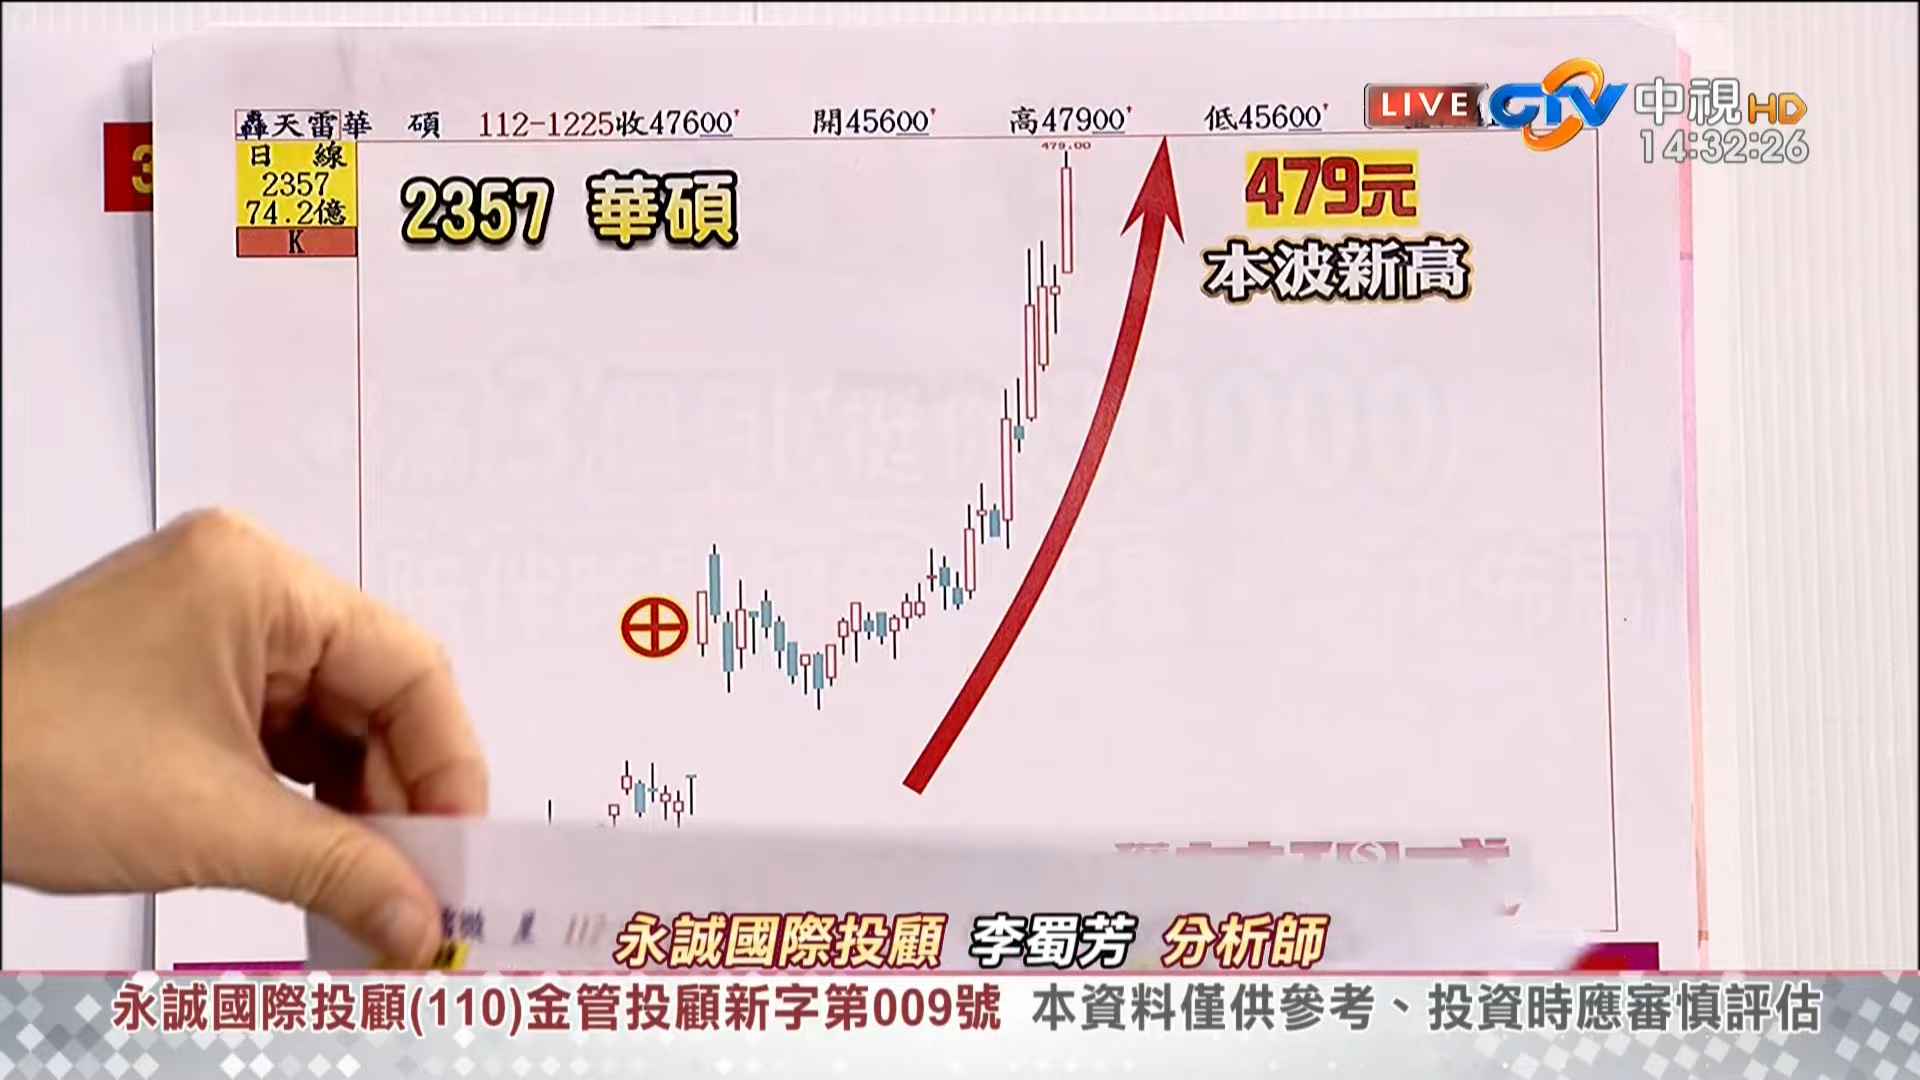 轟天雷華 碩 112-1225收47600 開45600 高47900 低45600
LIVE CTV 中視HD
14:32:26
日 線
2357
74.2億
K
3
479.00
2357 華碩
479元
本波新高
永誠國際投顧 李蜀芳 分析師
永誠國際投顧(110)金管投顧新字第009號 本資料僅供參考、投資時應審慎評估